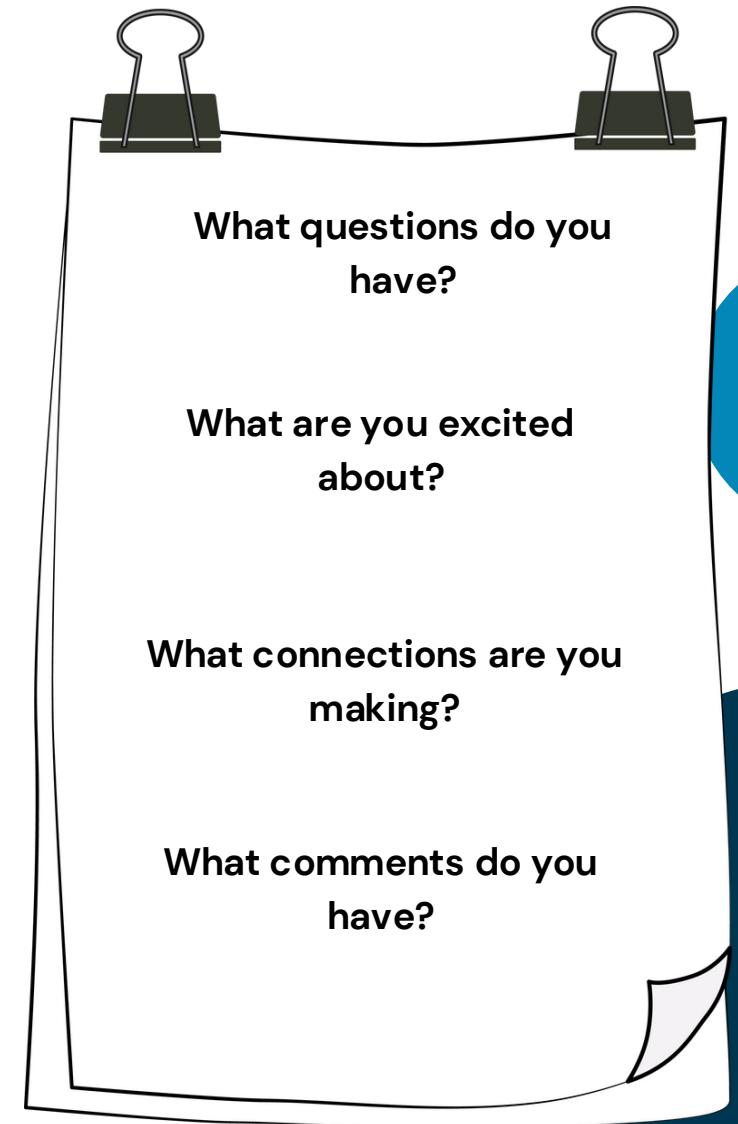 What questions do you
have?
What are you excited
about?
What connections are you
making?
What comments do you
have?